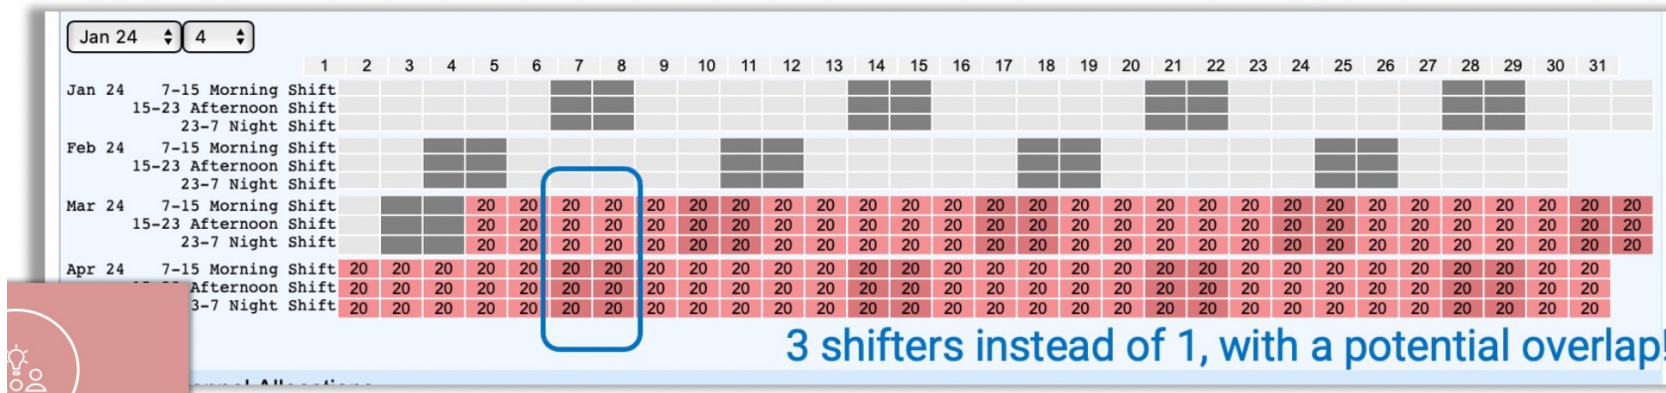 Jan 24 4
1 2 3 4 5 6 7 8 9 10 11 12 13 14 15 16 17 18 19 20 21 22 23 24 25 26 27 28 29 30 31
Jan 24 7-15 Morning Shift
15-23 Afternoon Shift
23-7 Night Shift
Feb 24 7-15 Morning Shift
15-23 Afternoon Shift
23-7 Night Shift
Mar 24 7-15 Morning Shift 20 20 20 20 20 20 20 20 20 20 20 20 20 20 20 20 20 20 20 20 20 20 20 20 20 20 20 20
15-23 Afternoon Shift 20 20 20 20 20 20 20 20 20 20 20 20 20 20 20 20 20 20 20 20 20 20 20 20 20 20 20 20
23-7 Night Shift 20 20 20 20 20 20 20 20 20 20 20 20 20 20 20 20 20 20 20 20 20 20 20 20 20 20 20 20
Apr 24 7-15 Morning Shift 20 20 20 20 20 20 20 20 20 20 20 20 20 20 20 20 20 20 20 20 20 20 20 20 20 20 20 20 20 20
Afternoon Shift 20 20 20 20 20 20 20 20 20 20 20 20 20 20 20 20 20 20 20 20 20 20 20 20 20 20 20 20 20 20
3-7 Night Shift 20 20 20 20 20 20 20 20 20 20 20 20 20 20 20 20 20 20 20 20 20 20 20 20 20 20 20 20 20 20
3 shifters instead of 1, with a potential overlap!